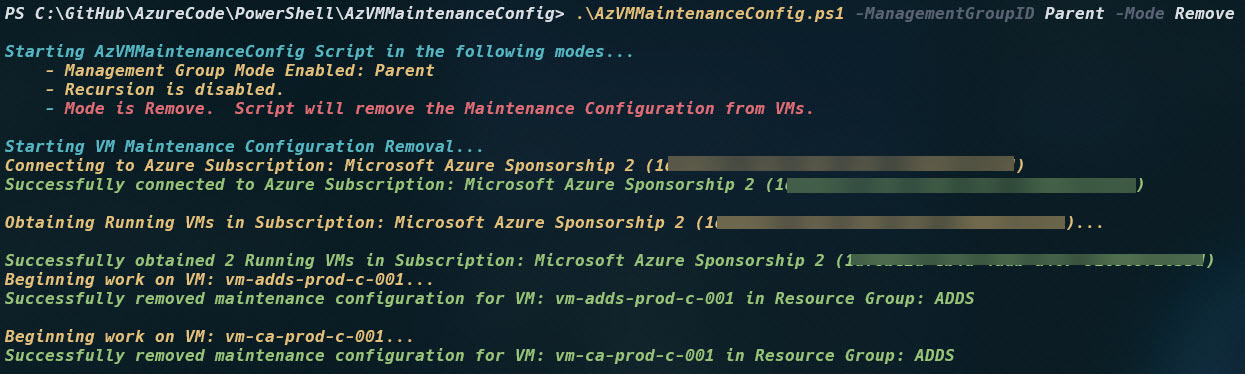 PS C:\GitHub\AzureCode\PowerShell\AzVMMaintenanceConfig> .\AzVMMaintenanceConfig.ps1 -ManagementGroupID Parent -Mode Remove
Starting AzVMMaintenanceConfig Script in the following modes...
- Management Group Mode Enabled: Parent
- Recursion is disabled.
- Mode is Remove.  Script will remove the Maintenance Configuration from VMs.
Starting VM Maintenance Configuration Removal...
Connecting to Azure Subscription: Microsoft Azure Sponsorship 2 (1 )
Successfully connected to Azure Subscription: Microsoft Azure Sponsorship 2 (1 )
Obtaining Running VMs in Subscription: Microsoft Azure Sponsorship 2 (1 )...
Successfully obtained 2 Running VMs in Subscription: Microsoft Azure Sponsorship 2 (1 )
Beginning work on VM: vm-adds-prod-c-001...
Successfully removed maintenance configuration for VM: vm-adds-prod-c-001 in Resource Group: ADDS
Beginning work on VM: vm-ca-prod-c-001...
Successfully removed maintenance configuration for VM: vm-ca-prod-c-001 in Resource Group: ADDS